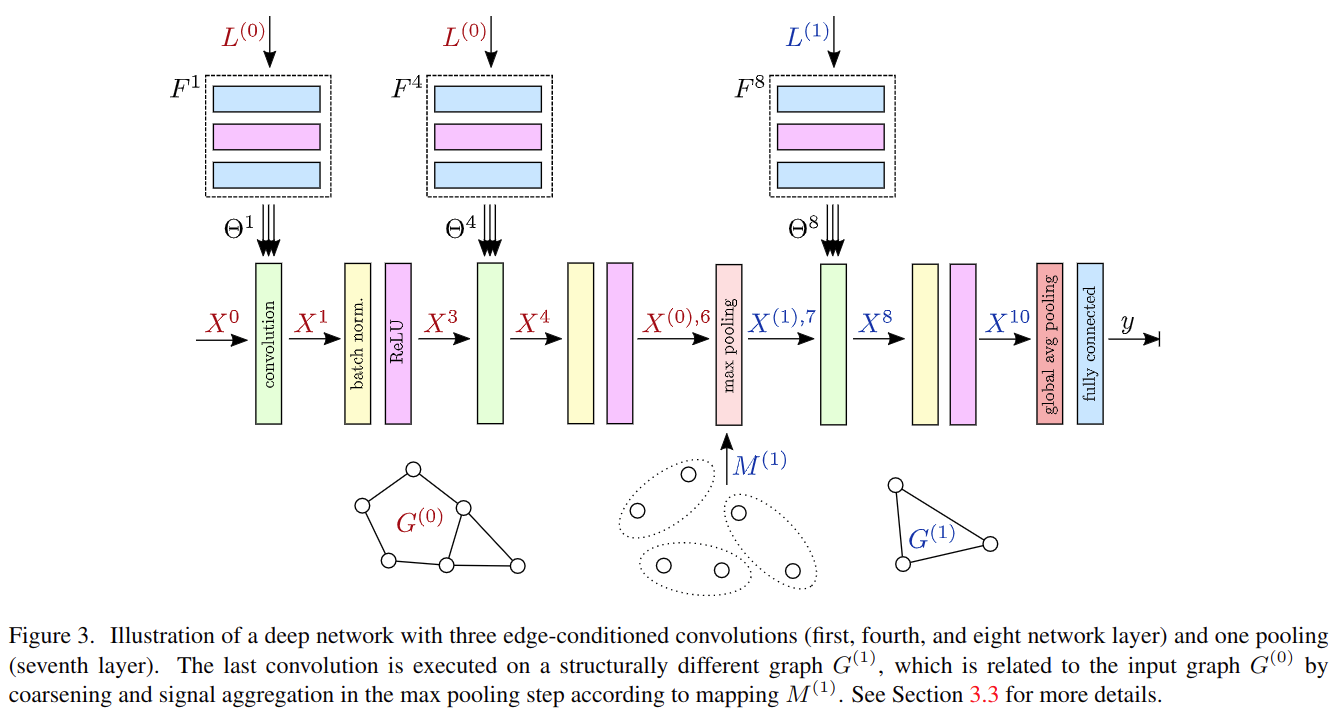 L^(0) L^(0) L^(1)
F^1 F^4 F^8
Θ^1 Θ^4 Θ^8
X^0 convolution X^1 batch norm. ReLU X^3 X^4 X^(0),6 max pooling X^(1),7 X^8 X^10 global avg pooling fully connected y
M^(1)
G^(0) G^(1)
Figure 3. Illustration of a deep network with three edge-conditioned convolutions (first, fourth, and eight network layer) and one pooling
(seventh layer). The last convolution is executed on a structurally different graph G^(1), which is related to the input graph G^(0) by
coarsening and signal aggregation in the max pooling step according to mapping M^(1). See Section 3.3 for more details.